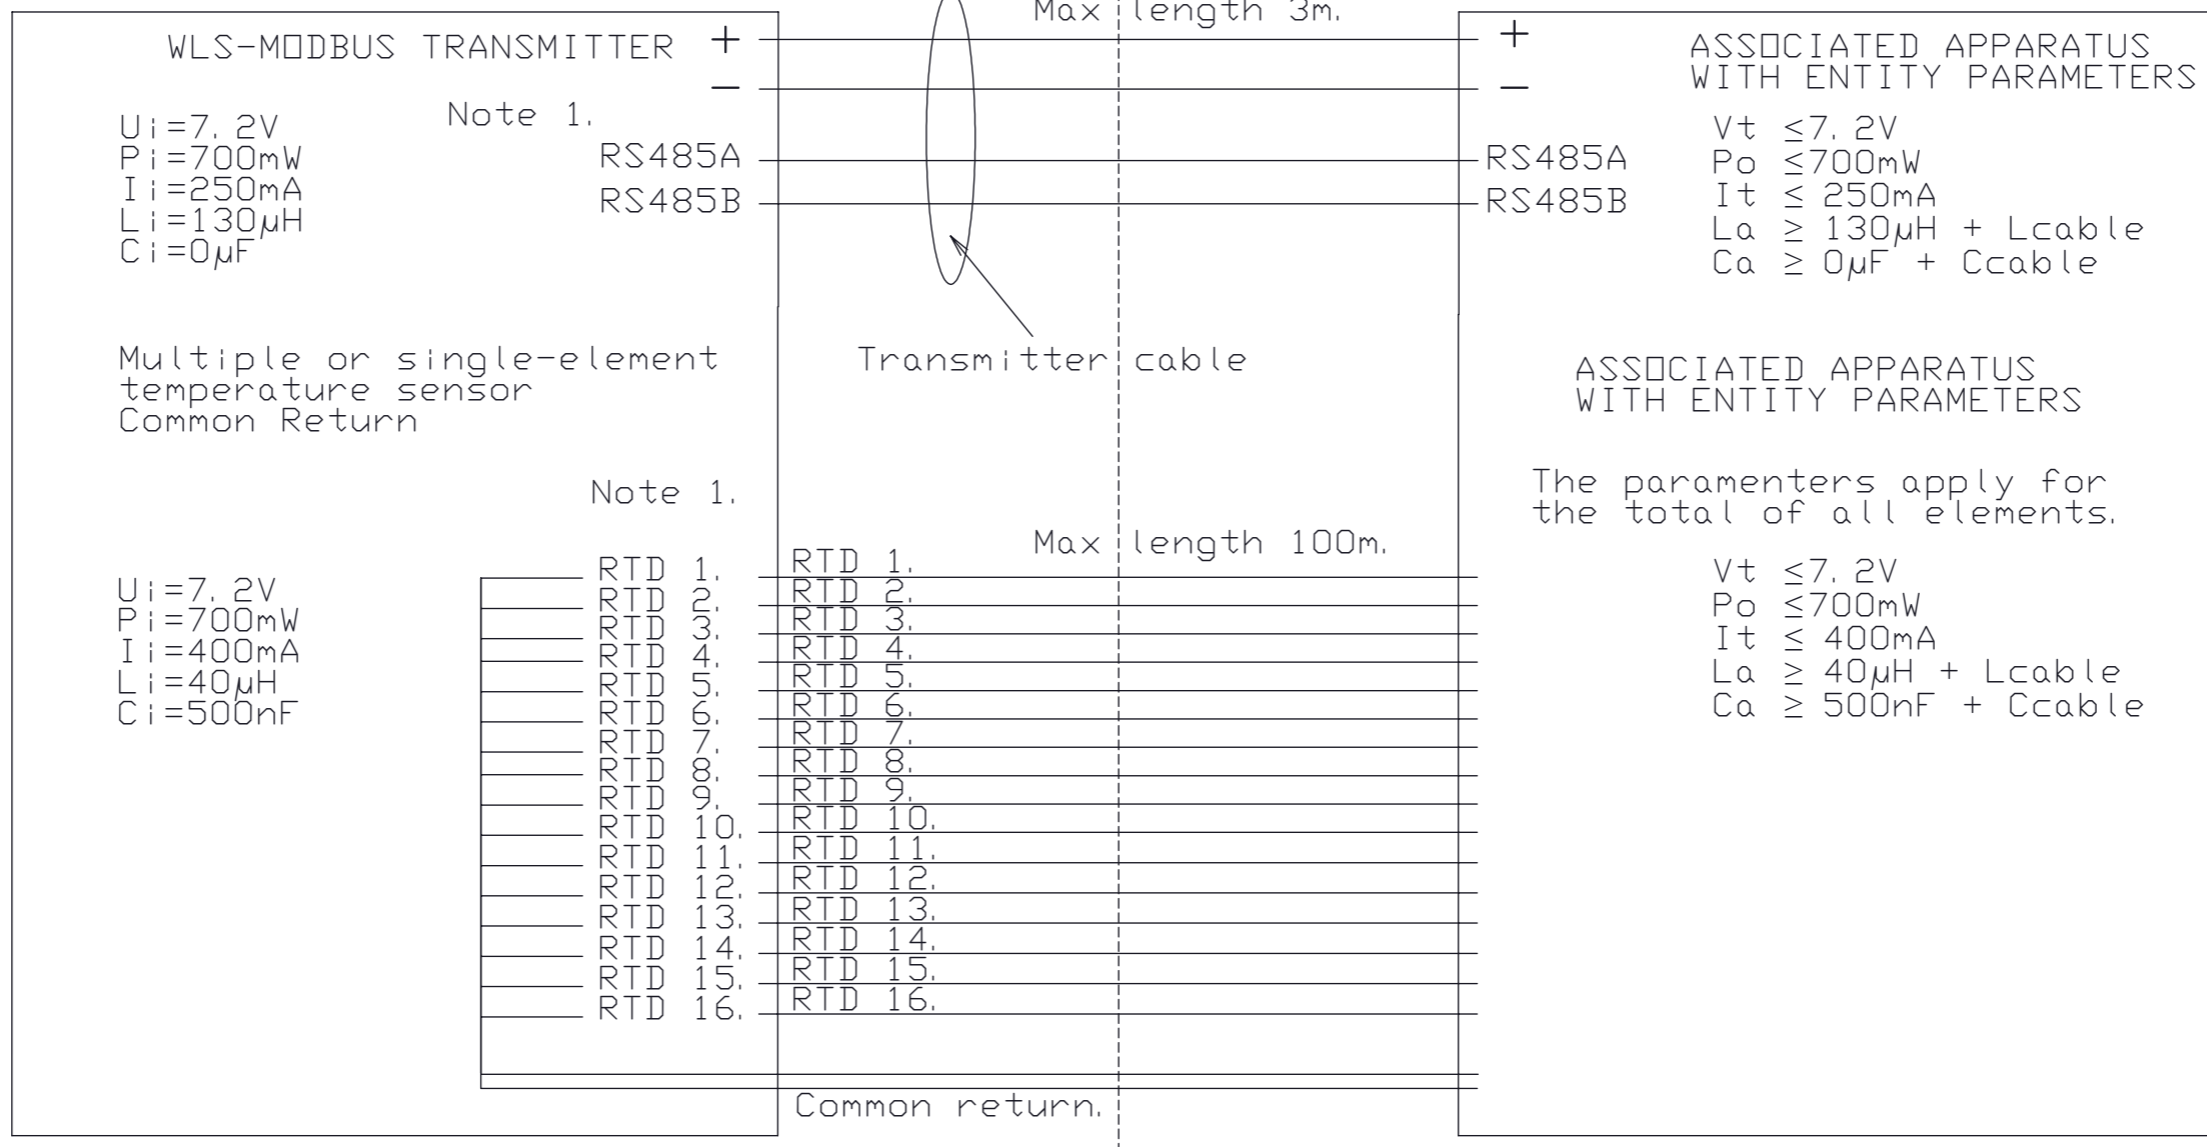 Max length 3m.
WLS-MODBUS TRANSMITTER +
−
Note 1.
Ui=7.2V
Pi=700mW
Ii=250mA
Li=130µH
Ci=0µF
RS485A
RS485B
+
−
RS485A
RS485B
ASSOCIATED APPARATUS
WITH ENTITY PARAMETERS
Vt ≤7.2V
Po ≤700mW
It ≤ 250mA
La ≥ 130µH + Lcable
Ca ≥ 0µF + Ccable
Transmitter cable
Multiple or single-element
temperature sensor
Common Return
ASSOCIATED APPARATUS
WITH ENTITY PARAMETERS
The paramenters apply for
the total of all elements.
Note 1.
Max length 100m.
Ui=7.2V
Pi=700mW
Ii=400mA
Li=40µH
Ci=500nF
RTD 1. RTD 1.
RTD 2. RTD 2.
RTD 3. RTD 3.
RTD 4. RTD 4.
RTD 5. RTD 5.
RTD 6. RTD 6.
RTD 7. RTD 7.
RTD 8. RTD 8.
RTD 9. RTD 9.
RTD 10. RTD 10.
RTD 11. RTD 11.
RTD 12. RTD 12.
RTD 13. RTD 13.
RTD 14. RTD 14.
RTD 15. RTD 15.
RTD 16. RTD 16.
Vt ≤7.2V
Po ≤700mW
It ≤ 400mA
La ≥ 40µH + Lcable
Ca ≥ 500nF + Ccable
Common return.